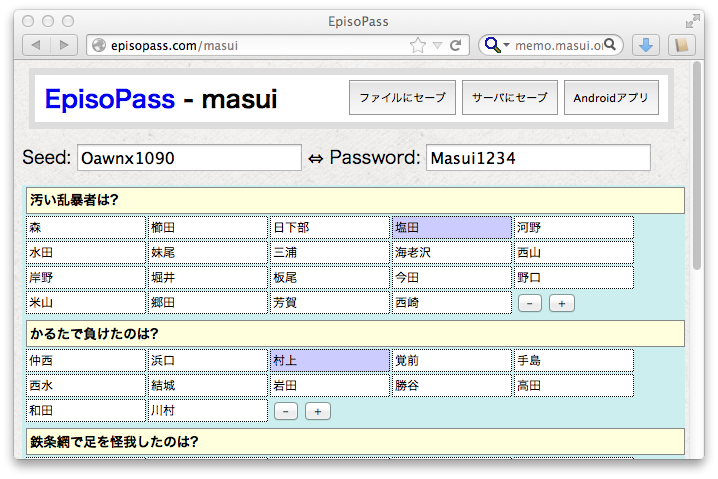 EpisoPass
episopass.com/masui
memo.masui.o
EpisoPass - masui
ファイルにセーブ
サーバにセーブ
Androidアプリ
Seed: Oawnx1090 ⇔ Password: Masui1234
汚い乱暴者は?
森 櫛田 日下部 塩田 河野
水田 妹尾 三浦 海老沢 西山
岸野 堀井 板尾 今田 野口
米山 郷田 芳賀 西崎 - +
かるたで負けたのは?
仲西 浜口 村上 覚前 手島
西水 結城 岩田 勝谷 高田
和田 川村 - +
鉄条網で足を怪我したのは?